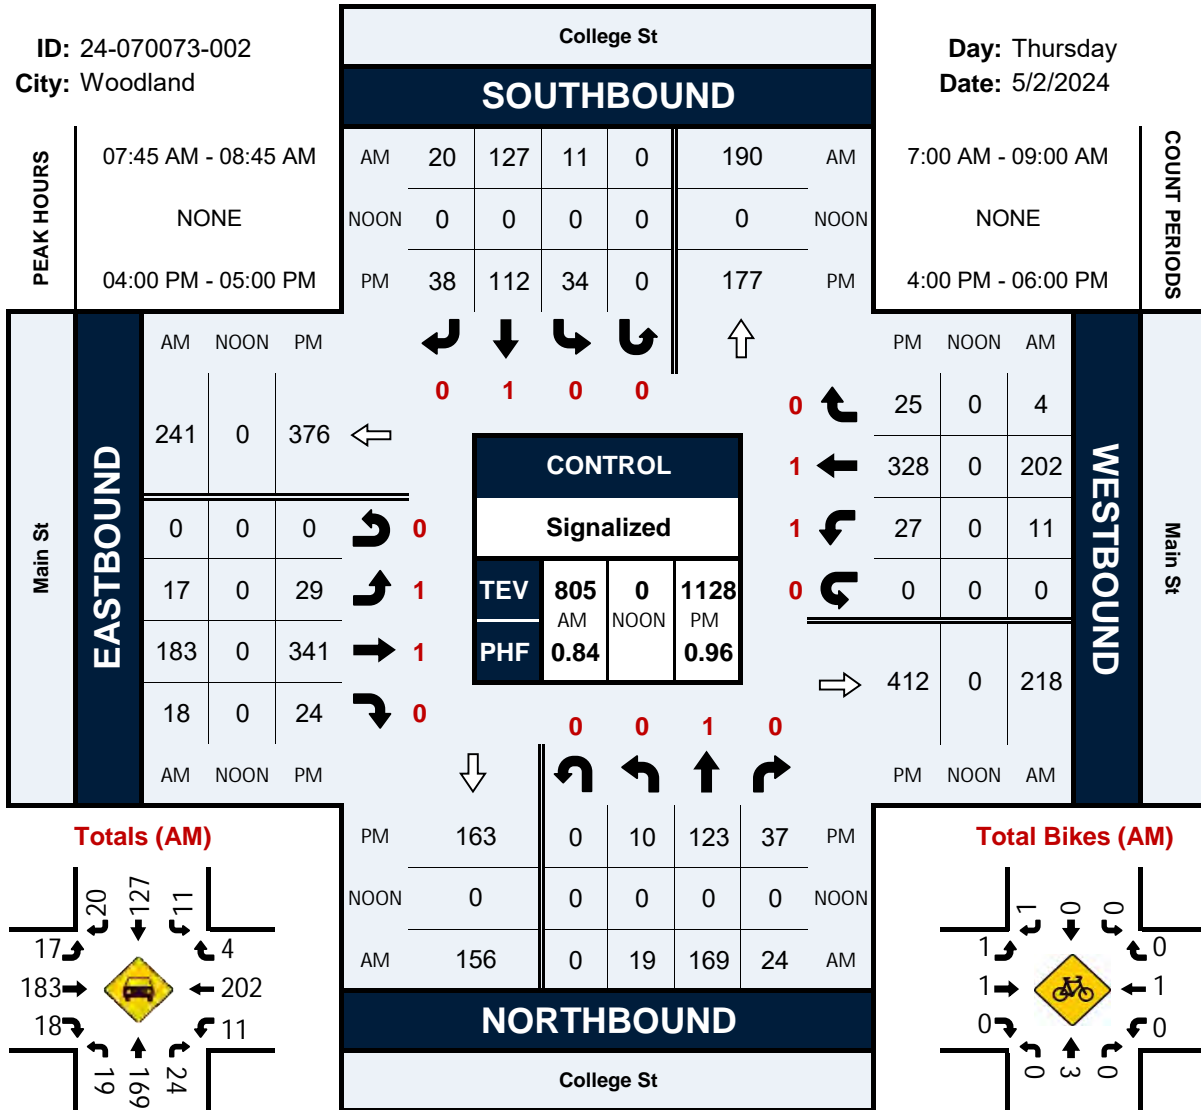 College St
ID: 24-070073-002
Day: Thursday
City: Woodland
Date: 5/2/2024
SOUTHBOUND
PEAK HOURS
07:45 AM - 08:45 AM
AM 20 127 11 0 190 AM
7:00 AM - 09:00 AM
COUNT PERIODS
NONE
NOON 0 0 0 0 0 NOON
NONE
04:00 PM - 05:00 PM
PM 38 112 34 0 177 PM
4:00 PM - 06:00 PM
AM NOON PM
PM NOON AM
0 1 0 0
Main St
EASTBOUND
241 0 376
0 0 0 0
17 0 29 1
183 0 341 1
18 0 24 0
AM NOON PM
CONTROL
Signalized
TEV 805 0 1128
AM NOON PM
PHF 0.84 0.96
0 25 0 4
1 328 0 202
1 27 0 11
0 0 0 0
412 0 218
PM NOON AM
WESTBOUND
Main St
0 0 1 0
PM 163 0 10 123 37 PM
NOON 0 0 0 0 0 NOON
AM 156 0 19 169 24 AM
NORTHBOUND
College St
Totals (AM)
20 127 11
17 4
183 202
18 11
19 169 24
Total Bikes (AM)
1 0 0
1 0
1 1
0 0
0 3 0